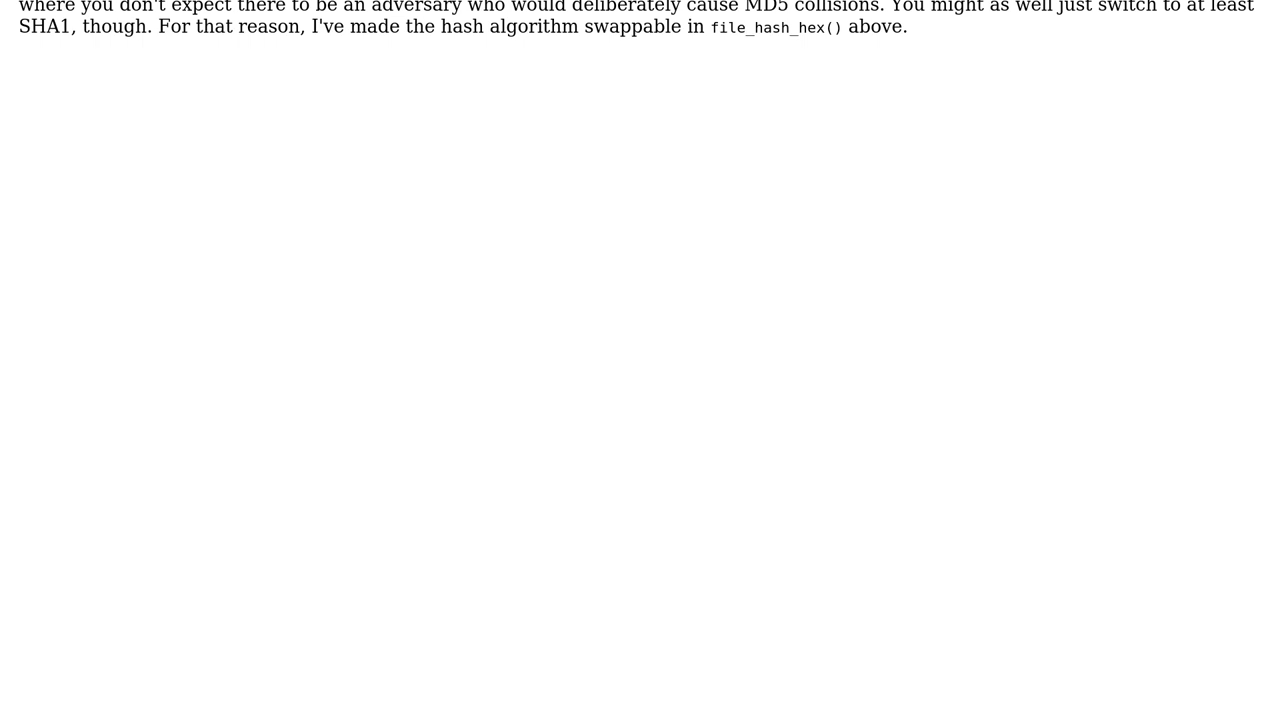 where you don't expect there to be an adversary who would deliberately cause MD5 collisions. You might as well just switch to at least
SHA1, though. For that reason, I've made the hash algorithm swappable in file_hash_hex() above.